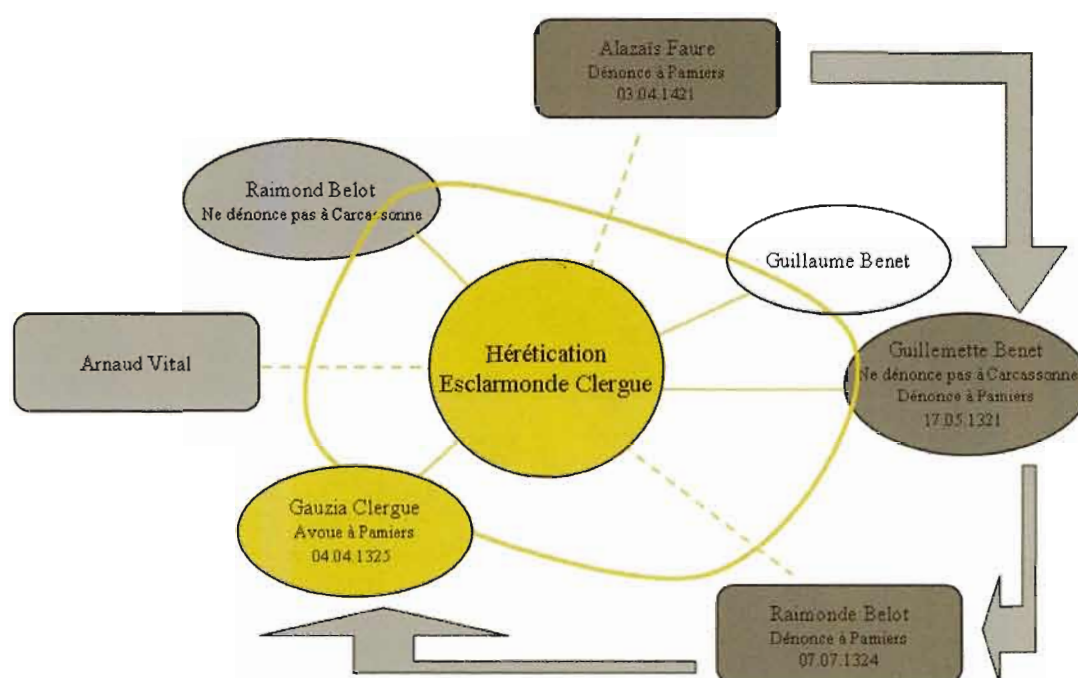 Alazaïs Faure
Dénonce à Pamiers
03.04.1421
Raimond Belot
Ne dénonce pas à Carcassonne
Guillaume Benet
Arnaud Vital
Hérétication
Esclarmonde Clergue
Guillemette Benet
Ne dénonce pas à Carcassonne
Dénonce à Pamiers
17.05.1321
Gauzia Clergue
Avoue à Pamiers
04.04.1325
Raimonde Belot
Dénonce à Pamiers
07.07.1324